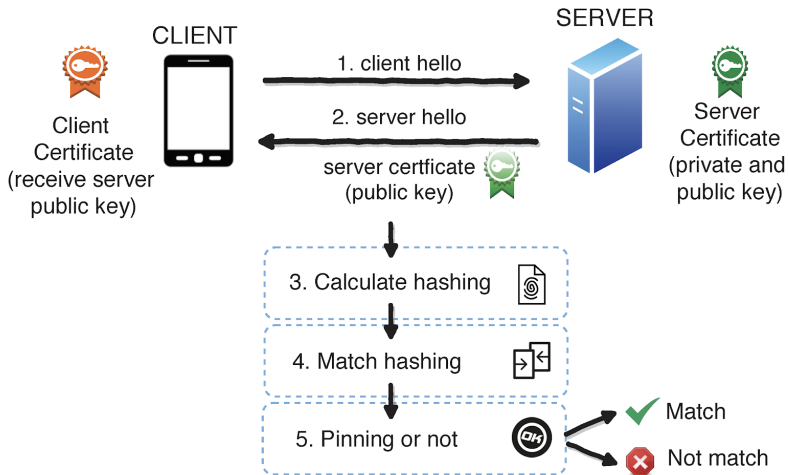 CLIENT
SERVER
1. client hello
2. server hello
server certficate
(public key)
Client
Certificate
(receive server
public key)
Server
Certificate
(private and
public key)
3. Calculate hashing
4. Match hashing
5. Pinning or not
OK
Match
Not match